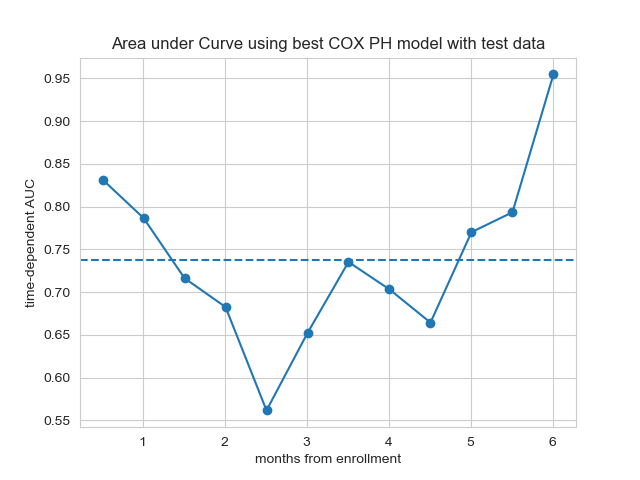 Area under Curve using best COX PH model with test data
time-dependent AUC
0.95
0.90
0.85
0.80
0.75
0.70
0.65
0.60
0.55
1 2 3 4 5 6
months from enrollment